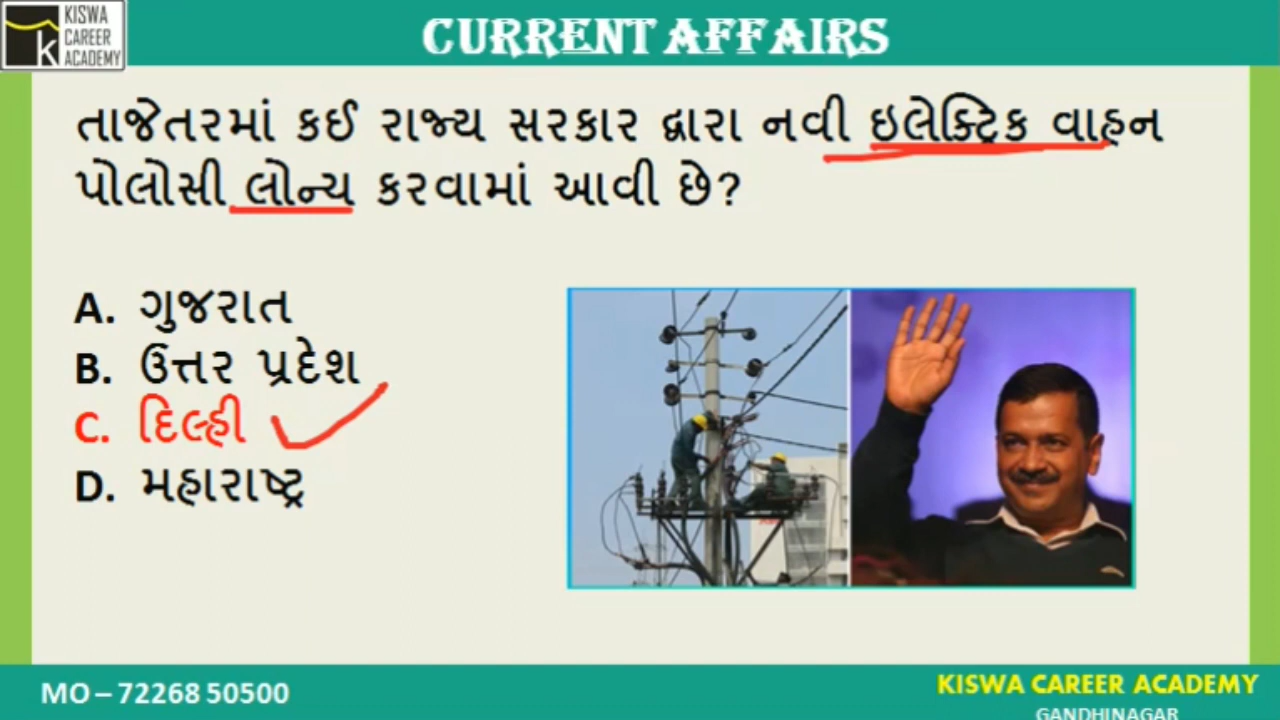 KISWA
CAREER
ACADEMY
CURRENT AFFAIRS
તાજેતરમાં કઈ રાજ્ય સરકાર દ્વારા નવી ઇલેક્ટ્રિક વાહન
પોલોસી લોન્ચ કરવામાં આવી છે?
A. ગુજરાત
B. ઉત્તર પ્રદેશ
C. દિલ્હી
D. મહારાષ્ટ્ર
MO – 72268 50500
KISWA CAREER ACADEMY
GANDHINAGAR